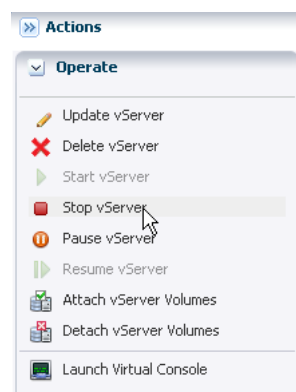 Actions
Operate
Update vServer
Delete vServer
Start vServer
Stop vServer
Pause vServer
Resume vServer
Attach vServer Volumes
Detach vServer Volumes
Launch Virtual Console